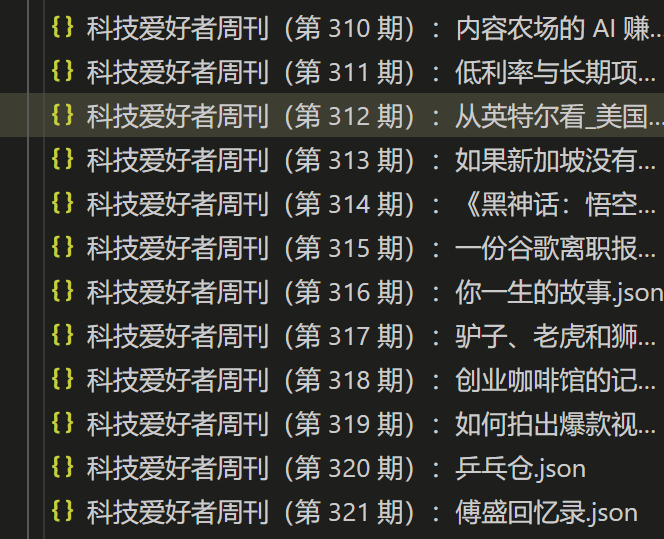 {} 科技爱好者周刊（第 310 期）：内容农场的 AI 赚...
{} 科技爱好者周刊（第 311 期）：低利率与长期项...
{} 科技爱好者周刊（第 312 期）：从英特尔看_美国...
{} 科技爱好者周刊（第 313 期）：如果新加坡没有...
{} 科技爱好者周刊（第 314 期）：《黑神话：悟空...
{} 科技爱好者周刊（第 315 期）：一份谷歌离职报...
{} 科技爱好者周刊（第 316 期）：你一生的故事.json
{} 科技爱好者周刊（第 317 期）：驴子、老虎和狮...
{} 科技爱好者周刊（第 318 期）：创业咖啡馆的记...
{} 科技爱好者周刊（第 319 期）：如何拍出爆款视...
{} 科技爱好者周刊（第 320 期）：乒乓仓.json
{} 科技爱好者周刊（第 321 期）：傅盛回忆录.json